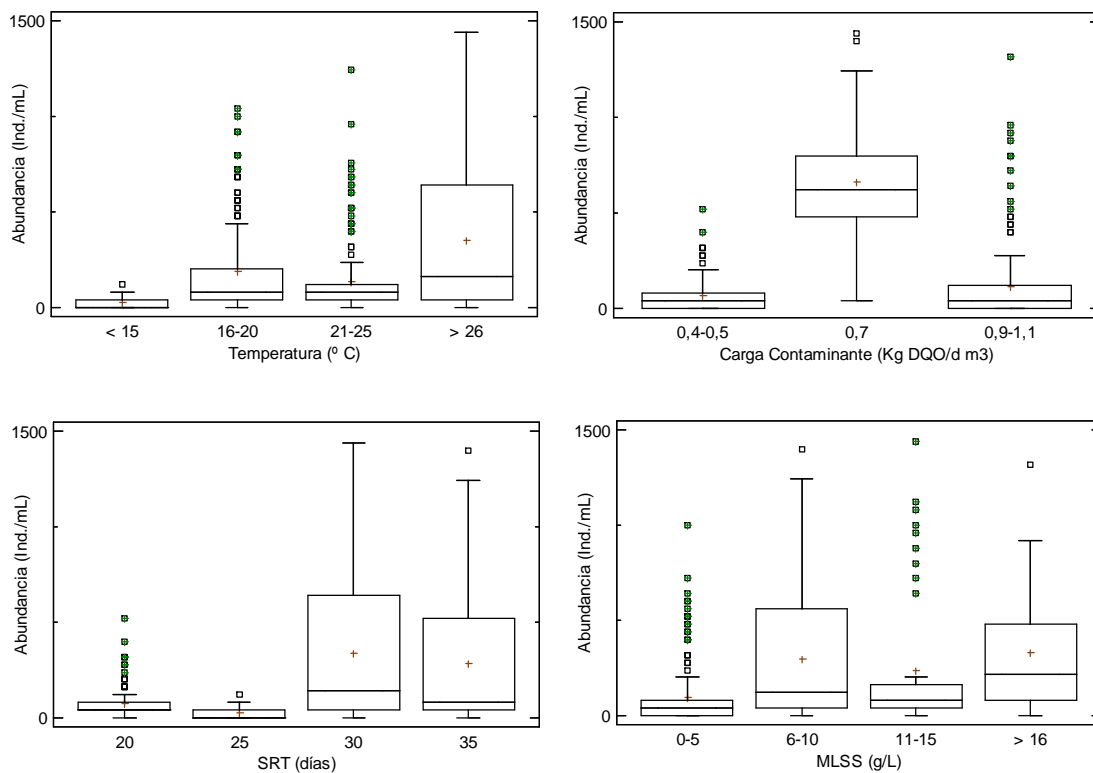 1500
Abundancia (Ind./mL)
0
< 15 16-20 21-25 > 26
Temperatura (º C)
1500
Abundancia (Ind./mL)
0
0,4-0,5 0,7 0,9-1,1
Carga Contaminante (Kg DQO/d m3)
1500
Abundancia (Ind./mL)
0
20 25 30 35
SRT (días)
1500
Abundancia (Ind./mL)
0
0-5 6-10 11-15 > 16
MLSS (g/L)